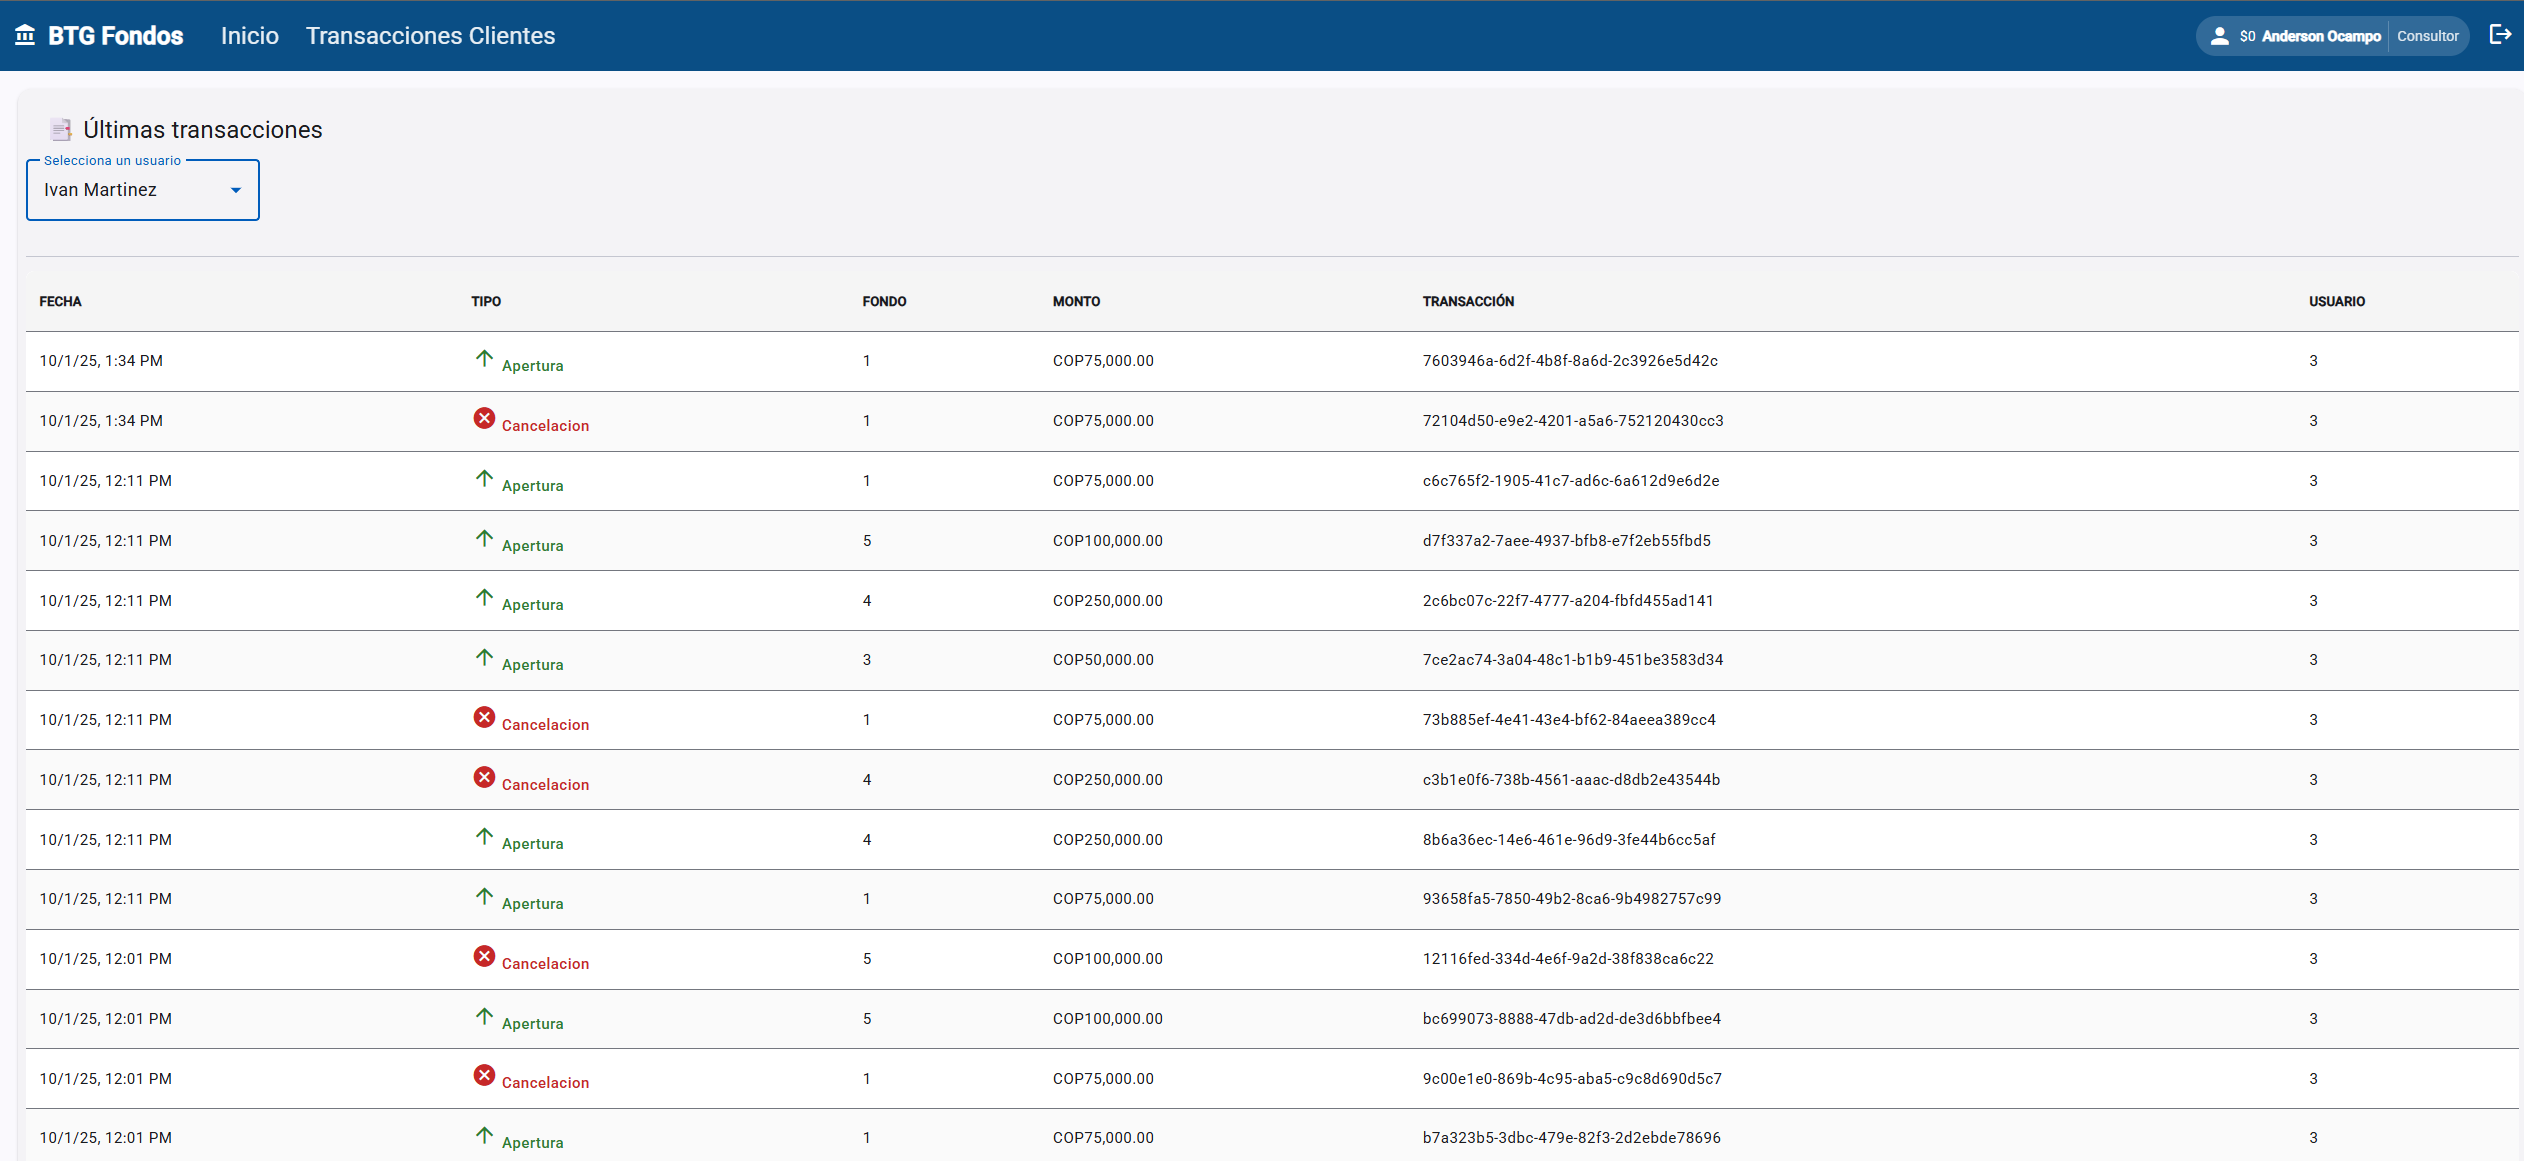 BTG Fondos Inicio Transacciones Clientes $0 Anderson Ocampo Consultor
Últimas transacciones
Selecciona un usuario
Ivan Martinez
FECHA TIPO FONDO MONTO TRANSACCIÓN USUARIO
10/1/25, 1:34 PM Apertura 1 COP75,000.00 7603946a-6d2f-4b8f-8a6d-2c3926e5d42c 3
10/1/25, 1:34 PM Cancelacion 1 COP75,000.00 72104d50-e9e2-4201-a5a6-752120430cc3 3
10/1/25, 12:11 PM Apertura 1 COP75,000.00 c6c765f2-1905-41c7-ad6c-6a612d9e6d2e 3
10/1/25, 12:11 PM Apertura 5 COP100,000.00 d7f337a2-7aee-4937-bfb8-e7f2eb55fbd5 3
10/1/25, 12:11 PM Apertura 4 COP250,000.00 2c6bc07c-22f7-4777-a204-fbfd455ad141 3
10/1/25, 12:11 PM Apertura 3 COP50,000.00 7ce2ac74-3a04-48c1-b1b9-451be3583d34 3
10/1/25, 12:11 PM Cancelacion 1 COP75,000.00 73b885ef-4e41-43e4-bf62-84aeea389cc4 3
10/1/25, 12:11 PM Cancelacion 4 COP250,000.00 c3b1e0f6-738b-4561-aaac-d8db2e43544b 3
10/1/25, 12:11 PM Apertura 4 COP250,000.00 8b6a36ec-14e6-461e-96d9-3fe44b6cc5af 3
10/1/25, 12:11 PM Apertura 1 COP75,000.00 93658fa5-7850-49b2-8ca6-9b4982757c99 3
10/1/25, 12:01 PM Cancelacion 5 COP100,000.00 12116fed-334d-4e6f-9a2d-38f838ca6c22 3
10/1/25, 12:01 PM Apertura 5 COP100,000.00 bc699073-8888-47db-ad2d-de3d6bbfbee4 3
10/1/25, 12:01 PM Cancelacion 1 COP75,000.00 9c00e1e0-869b-4c95-aba5-c9c8d690d5c7 3
10/1/25, 12:01 PM Apertura 1 COP75,000.00 b7a323b5-3dbc-479e-82f3-2d2ebde78696 3